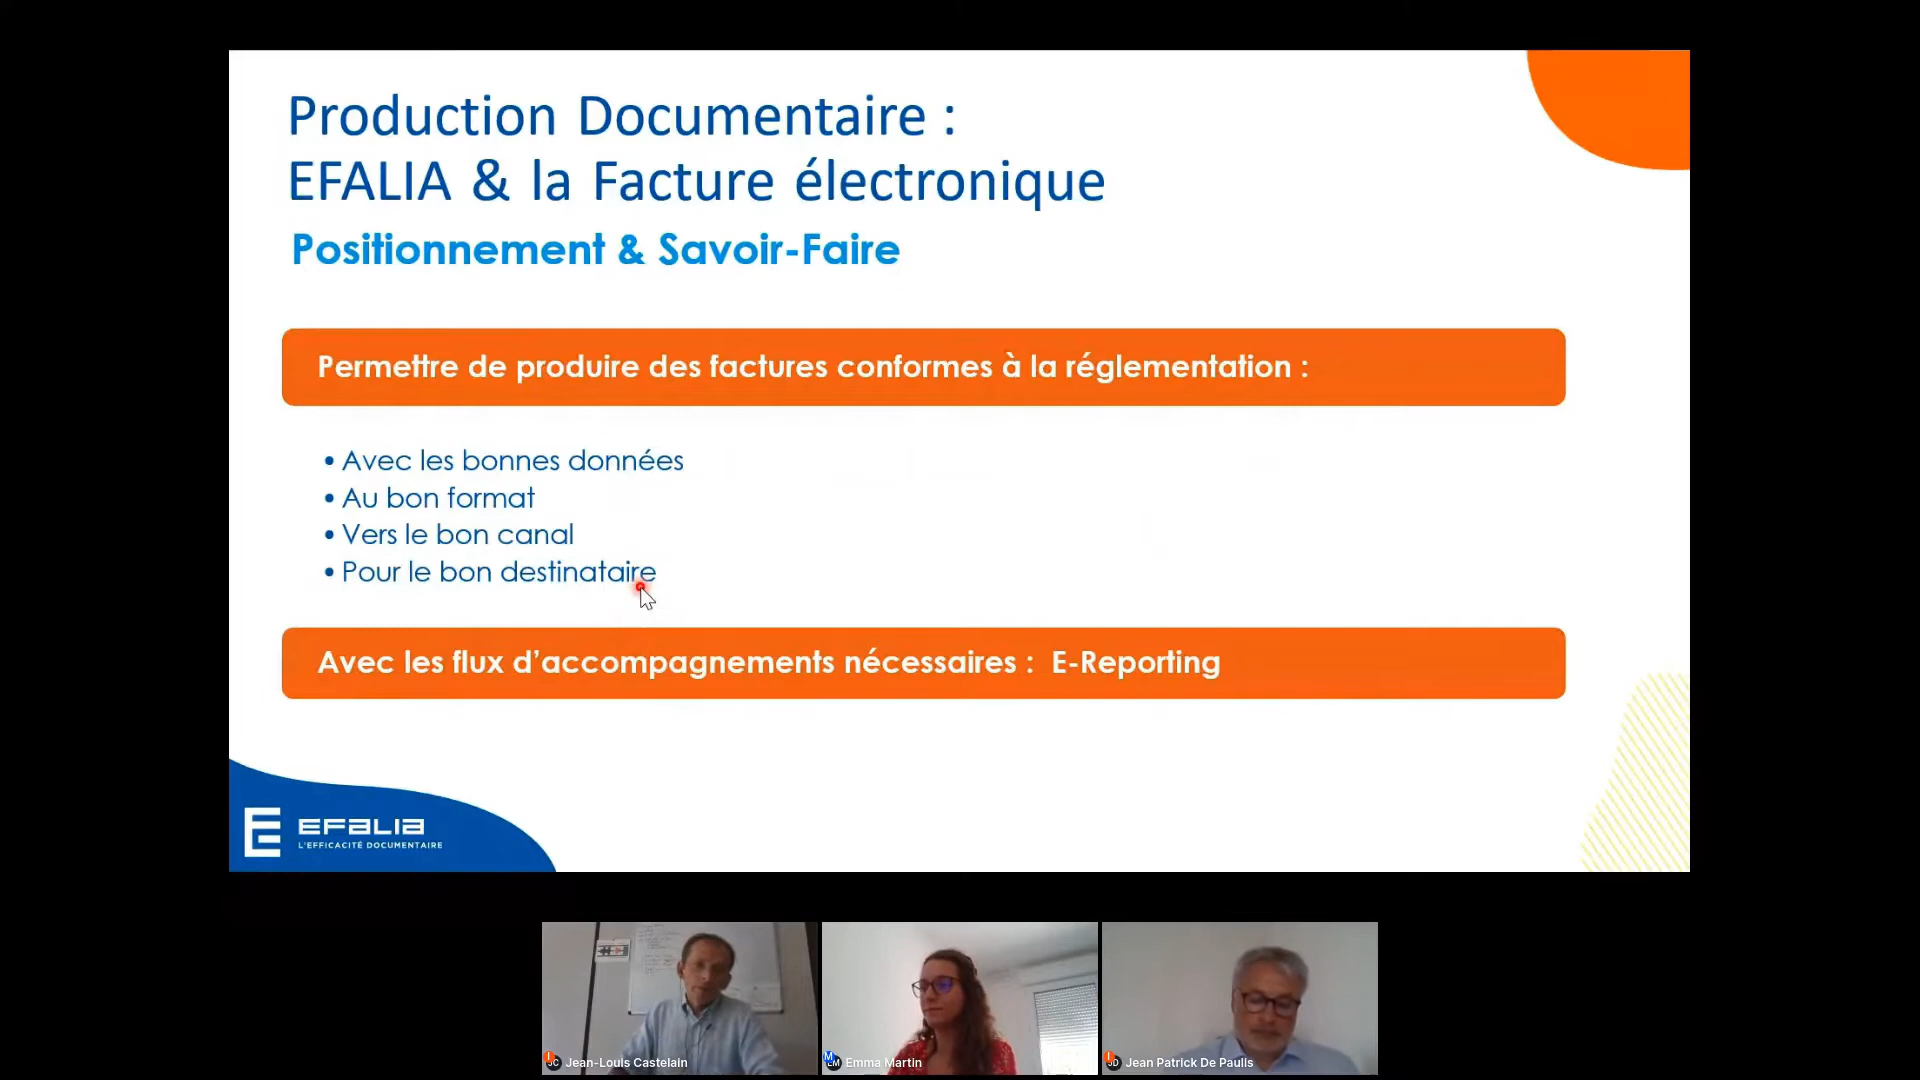 Production Documentaire :
EFALIA & la Facture électronique
Positionnement & Savoir-Faire
Permettre de produire des factures conformes à la réglementation :
• Avec les bonnes données
• Au bon format
• Vers le bon canal
• Pour le bon destinataire
Avec les flux d’accompagnements nécessaires : E-Reporting
EFALIA
L'EFFICACITÉ DOCUMENTAIRE
Jean-Louis Castelain
Emma Martin
Jean Patrick De Paulis